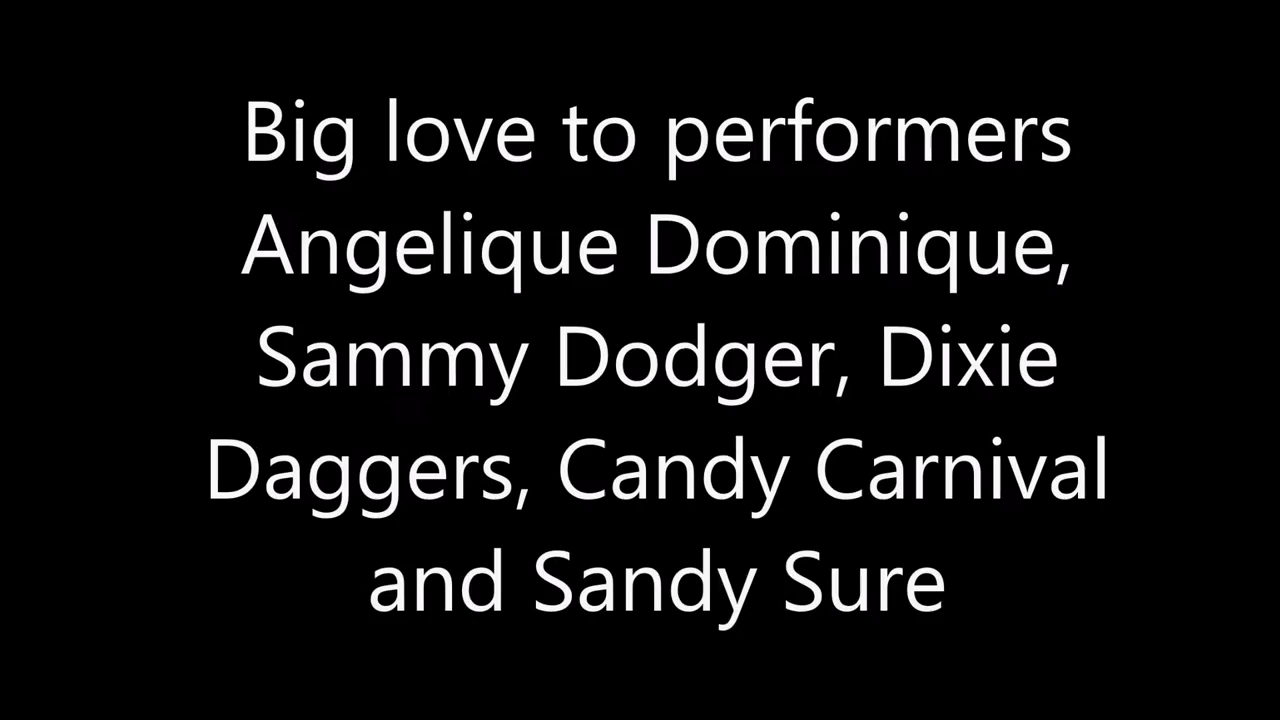 Big love to performers
Angelique Dominique,
Sammy Dodger, Dixie
Daggers, Candy Carnival
and Sandy Sure